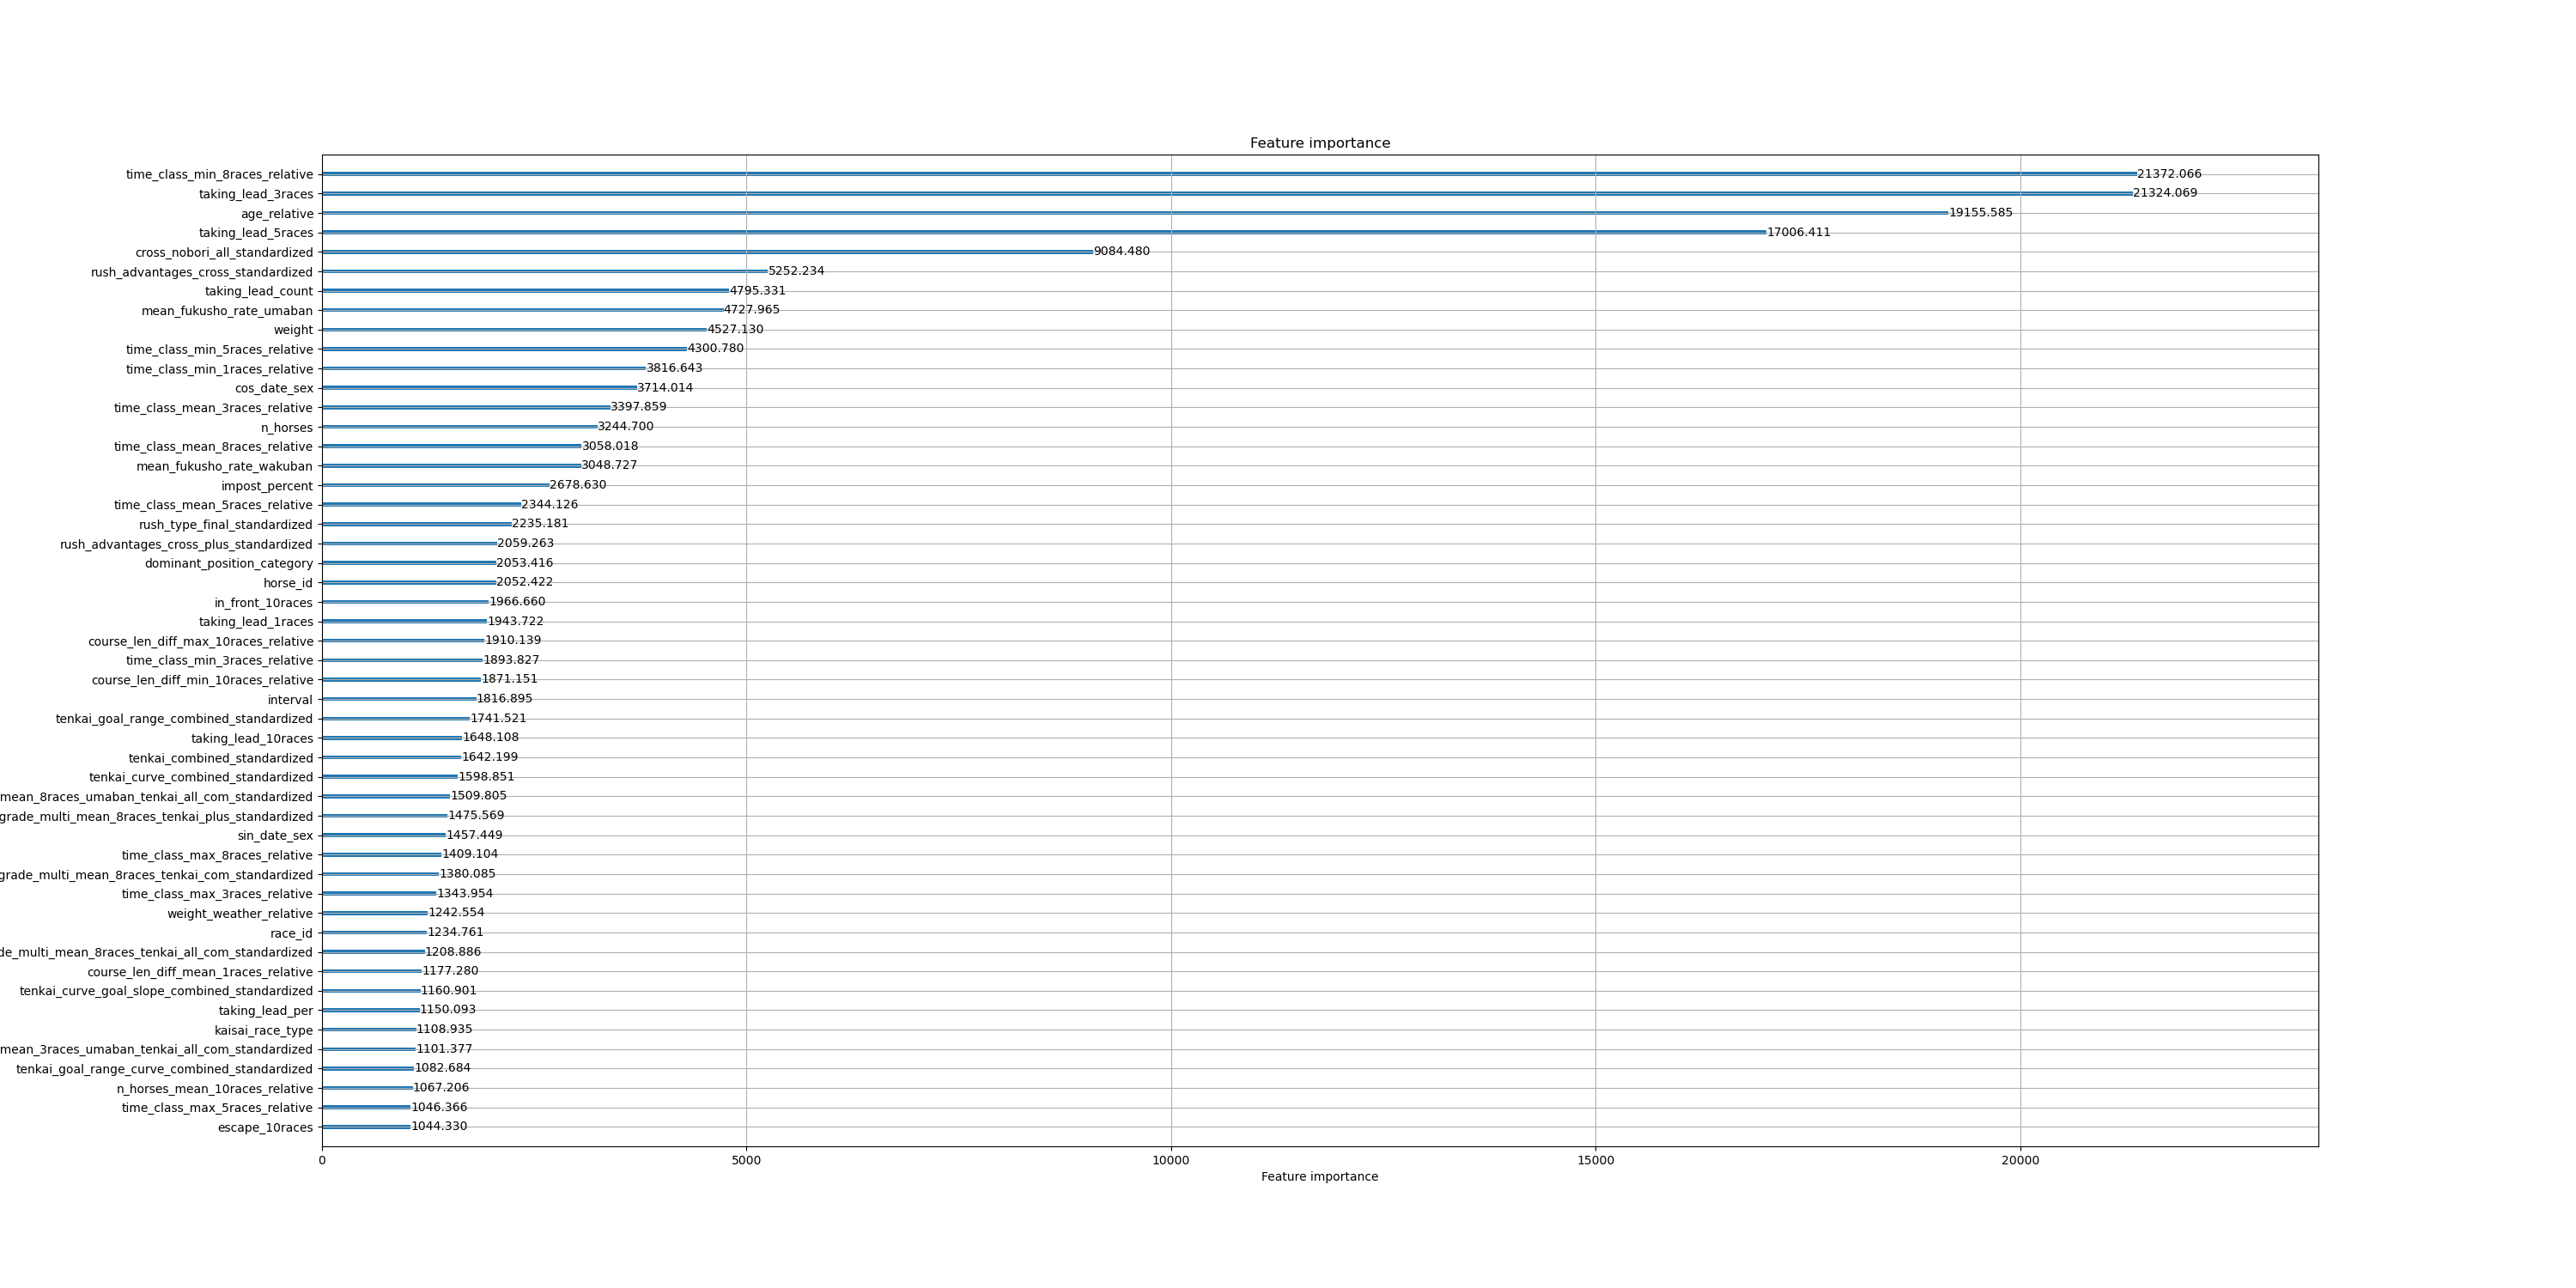 Feature importance
time_class_min_8races_relative 21372.066
taking_lead_3races 21324.069
age_relative 19155.585
taking_lead_5races 17006.411
cross_nobori_all_standardized 9084.480
rush_advantages_cross_standardized 5252.234
taking_lead_count 4795.331
mean_fukusho_rate_umaban 4727.965
weight 4527.130
time_class_min_5races_relative 4300.780
time_class_min_1races_relative 3816.643
cos_date_sex 3714.014
time_class_mean_3races_relative 3397.859
n_horses 3244.700
time_class_mean_8races_relative 3058.018
mean_fukusho_rate_wakuban 3048.727
impost_percent 2678.630
time_class_mean_5races_relative 2344.126
rush_type_final_standardized 2235.181
rush_advantages_cross_plus_standardized 2059.263
dominant_position_category 2053.416
horse_id 2052.422
in_front_10races 1966.660
taking_lead_1races 1943.722
course_len_diff_max_10races_relative 1910.139
time_class_min_3races_relative 1893.827
course_len_diff_min_10races_relative 1871.151
interval 1816.895
tenkai_goal_range_combined_standardized 1741.521
taking_lead_10races 1648.108
tenkai_combined_standardized 1642.199
tenkai_curve_combined_standardized 1598.851
mean_8races_umaban_tenkai_all_com_standardized 1509.805
grade_multi_mean_8races_tenkai_plus_standardized 1475.569
sin_date_sex 1457.449
time_class_max_8races_relative 1409.104
grade_multi_mean_8races_tenkai_com_standardized 1380.085
time_class_max_3races_relative 1343.954
weight_weather_relative 1242.554
race_id 1234.761
de_multi_mean_8races_tenkai_all_com_standardized 1208.886
course_len_diff_mean_1races_relative 1177.280
tenkai_curve_goal_slope_combined_standardized 1160.901
taking_lead_per 1150.093
kaisai_race_type 1108.935
mean_3races_umaban_tenkai_all_com_standardized 1101.377
tenkai_goal_range_curve_combined_standardized 1082.684
n_horses_mean_10races_relative 1067.206
time_class_max_5races_relative 1046.366
escape_10races 1044.330
0 5000 10000 15000 20000
Feature importance